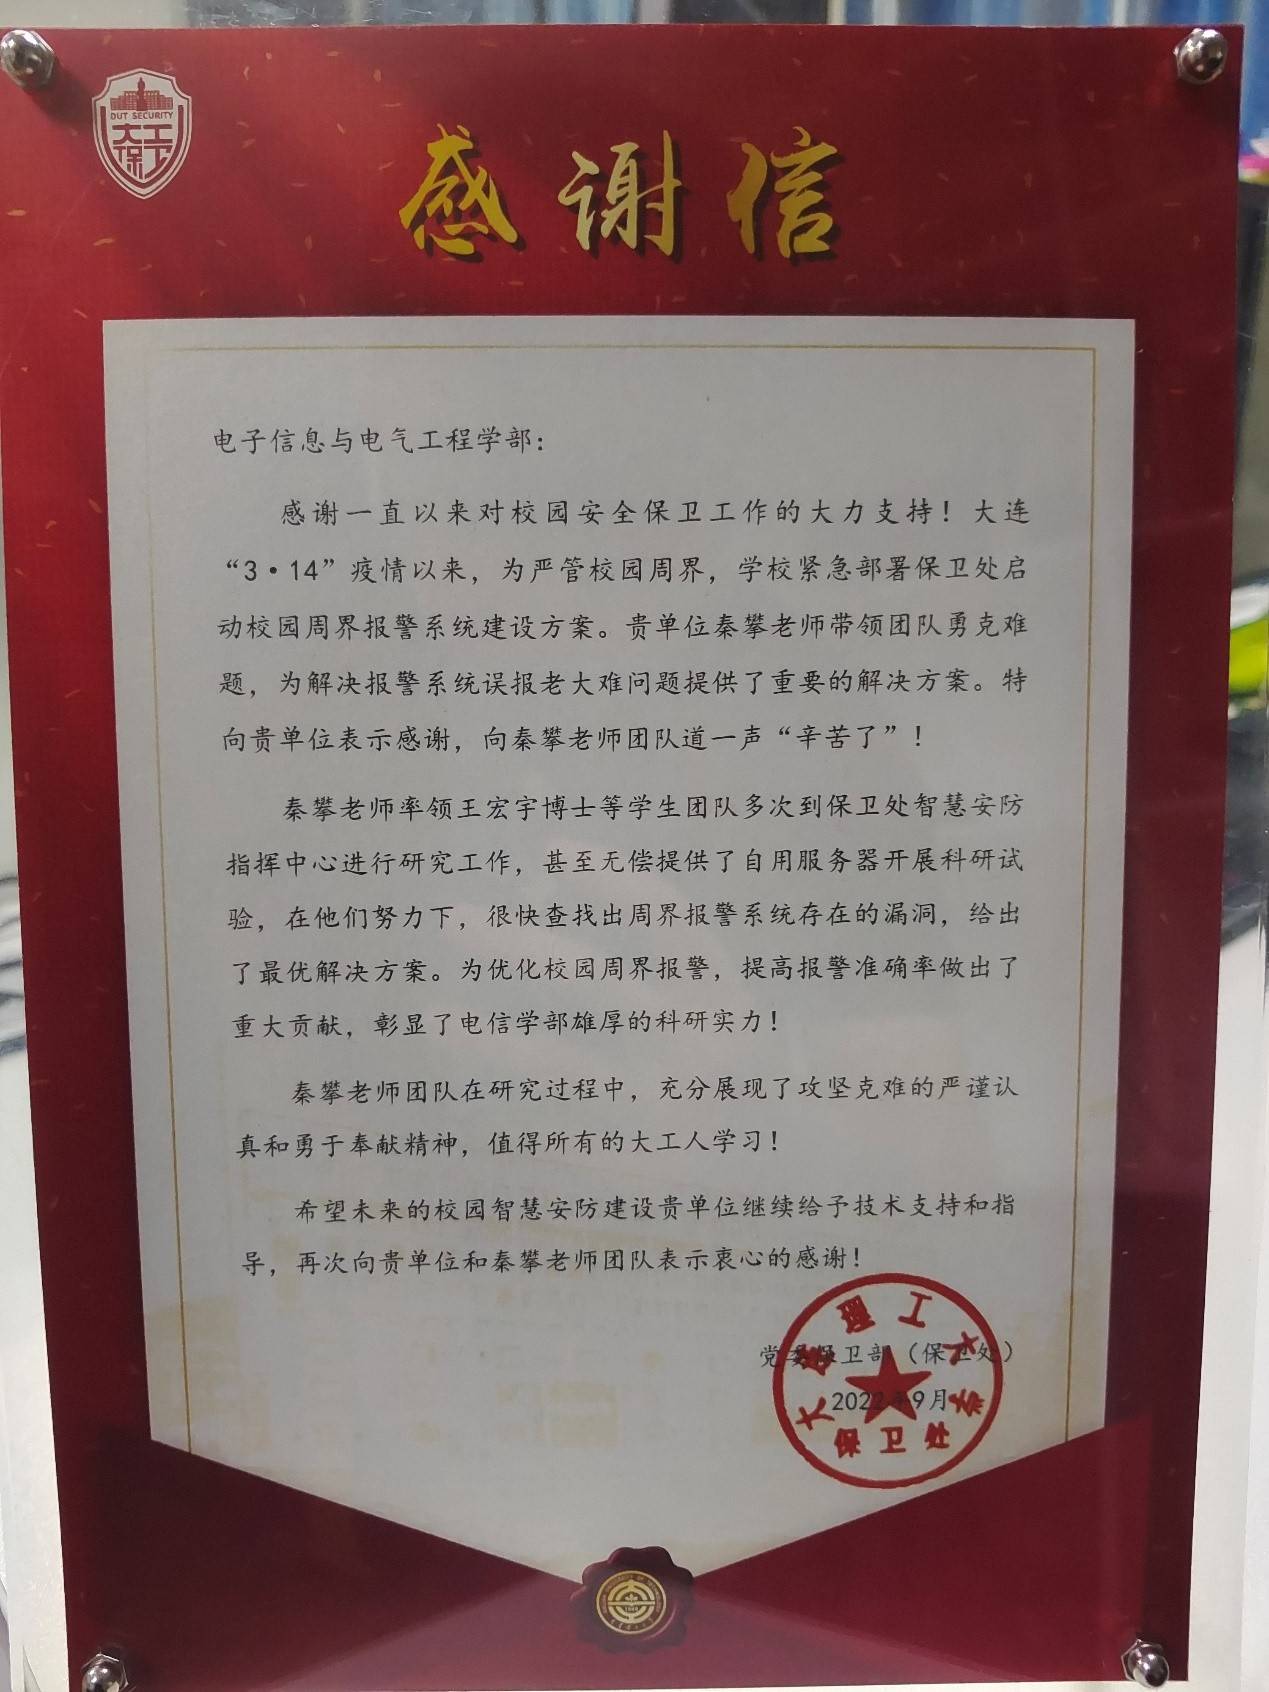 DUT SECURITY
大工
保卫
感谢信
电子信息与电气工程学部：
感谢一直以来对校园安全保卫工作的大力支持！大连
“3·14”疫情以来，为严管校园周界，学校紧急部署保卫处启
动校园周界报警系统建设方案。贵单位秦攀老师带领团队勇克难
题，为解决报警系统误报老大难问题提供了重要的解决方案。特
向贵单位表示感谢，向秦攀老师团队道一声“辛苦了”！
秦攀老师率领王宏宇博士等学生团队多次到保卫处智慧安防
指挥中心进行研究工作，甚至无偿提供了自用服务器开展科研试
验，在他们努力下，很快查找出周界报警系统存在的漏洞，给出
了最优解决方案。为优化校园周界报警，提高报警准确率做出了
重大贡献，彰显了电信学部雄厚的科研实力！
秦攀老师团队在研究过程中，充分展现了攻坚克难的严谨认
真和勇于奉献精神，值得所有的大工人学习！
希望未来的校园智慧安防建设贵单位继续给予技术支持和指
导，再次向贵单位和秦攀老师团队表示衷心的感谢！
党委保卫部（保卫处）
2022年9月
大连理工大学
保卫处